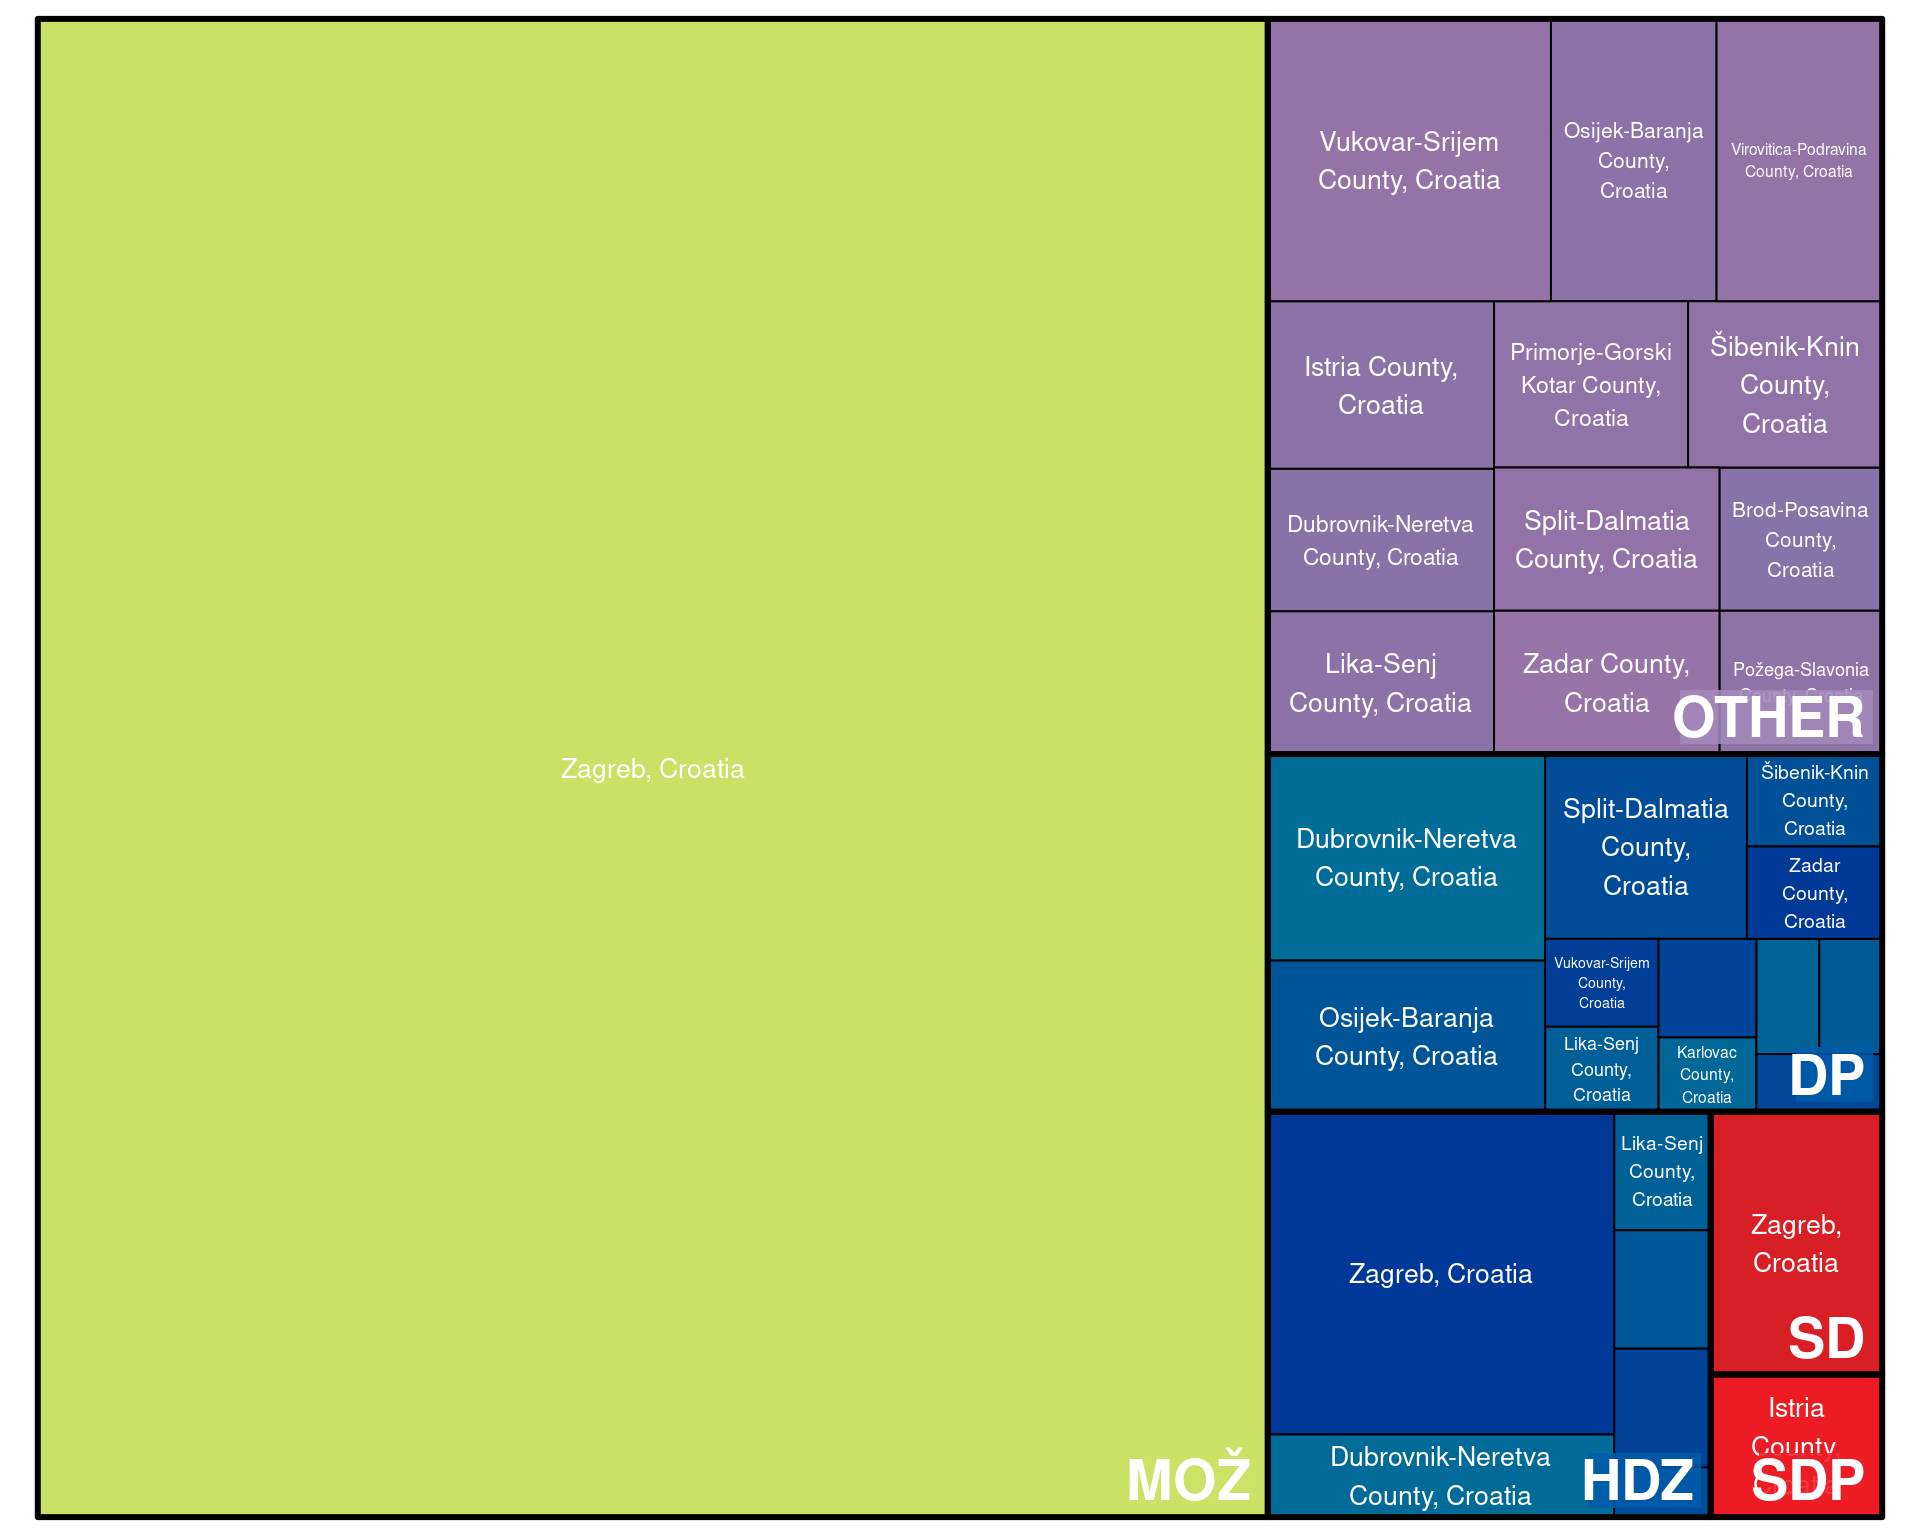 Zagreb, Croatia
MOŽ
Vukovar-Srijem
County, Croatia
Osijek-Baranja
County,
Croatia
Virovitica-Podravina
County, Croatia
Istria County,
Croatia
Primorje-Gorski
Kotar County,
Croatia
Šibenik-Knin
County,
Croatia
Dubrovnik-Neretva
County, Croatia
Split-Dalmatia
County, Croatia
Brod-Posavina
County,
Croatia
Lika-Senj
County, Croatia
Zadar County,
Croatia
Požega-Slavonia
County, Croatia
OTHER
Dubrovnik-Neretva
County, Croatia
Split-Dalmatia
County,
Croatia
Šibenik-Knin
County,
Croatia
Zadar
County,
Croatia
Osijek-Baranja
County, Croatia
Vukovar-Srijem
County,
Croatia
Lika-Senj
County,
Croatia
Karlovac
County,
Croatia
DP
Zagreb, Croatia
Lika-Senj
County,
Croatia
Dubrovnik-Neretva
County, Croatia
HDZ
Zagreb,
Croatia
SD
Istria
County,
Croatia
SDP